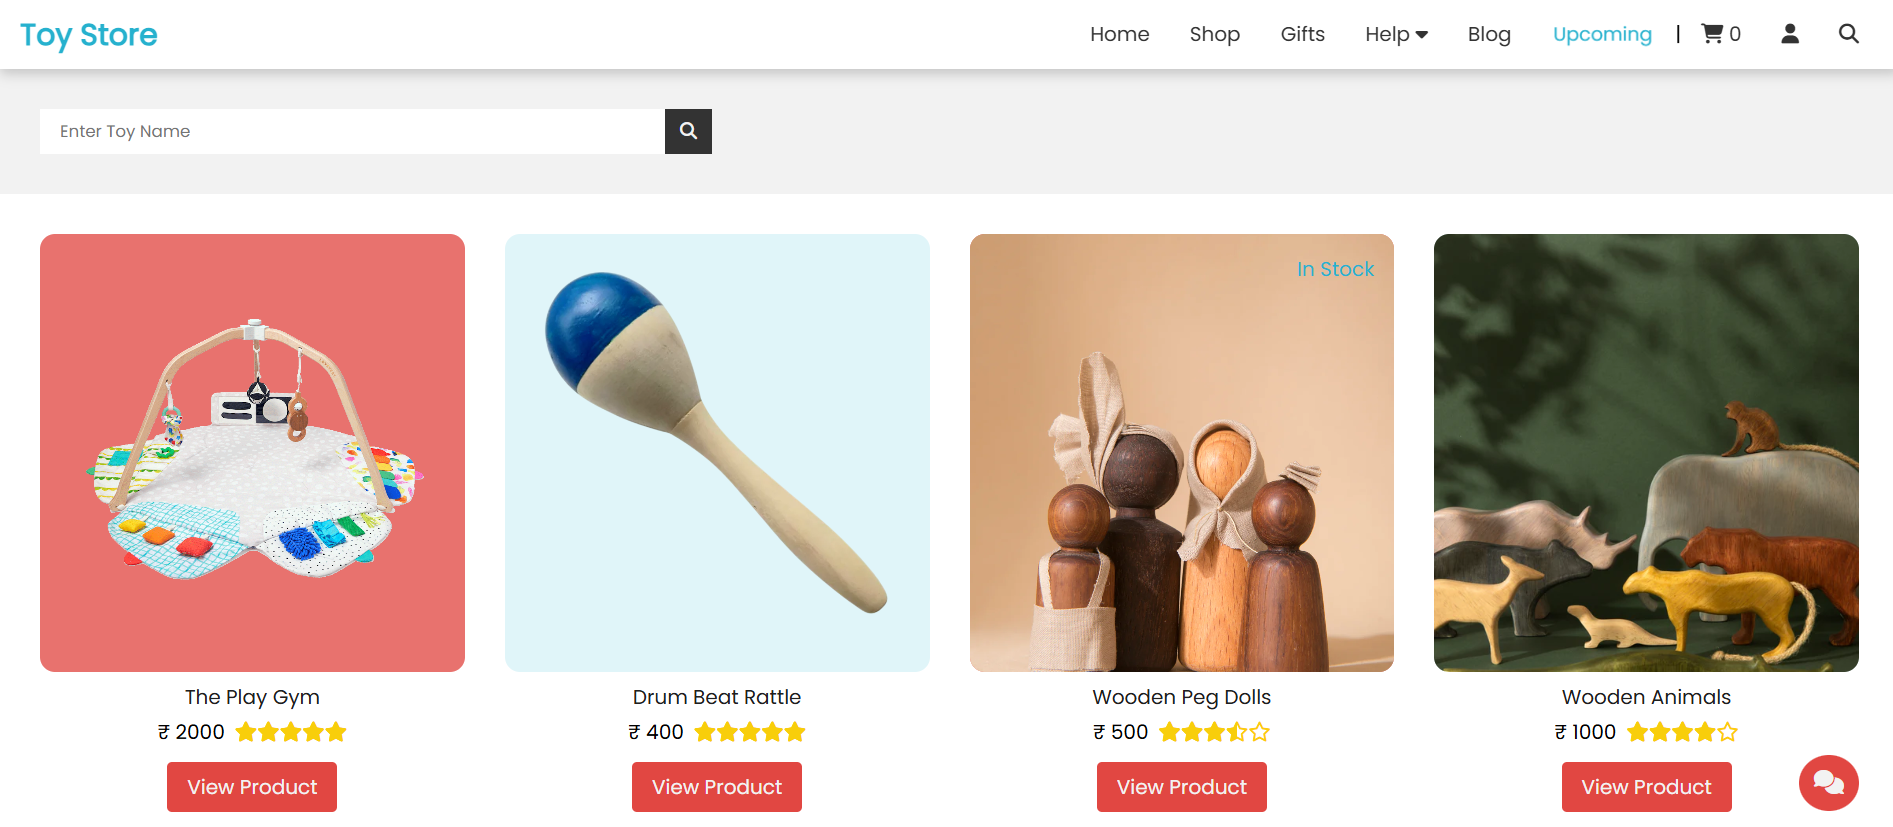 Toy Store
Home Shop Gifts Help Blog Upcoming | 0
Enter Toy Name
In Stock
The Play Gym
₹ 2000
View Product
Drum Beat Rattle
₹ 400
View Product
Wooden Peg Dolls
₹ 500
View Product
Wooden Animals
₹ 1000
View Product